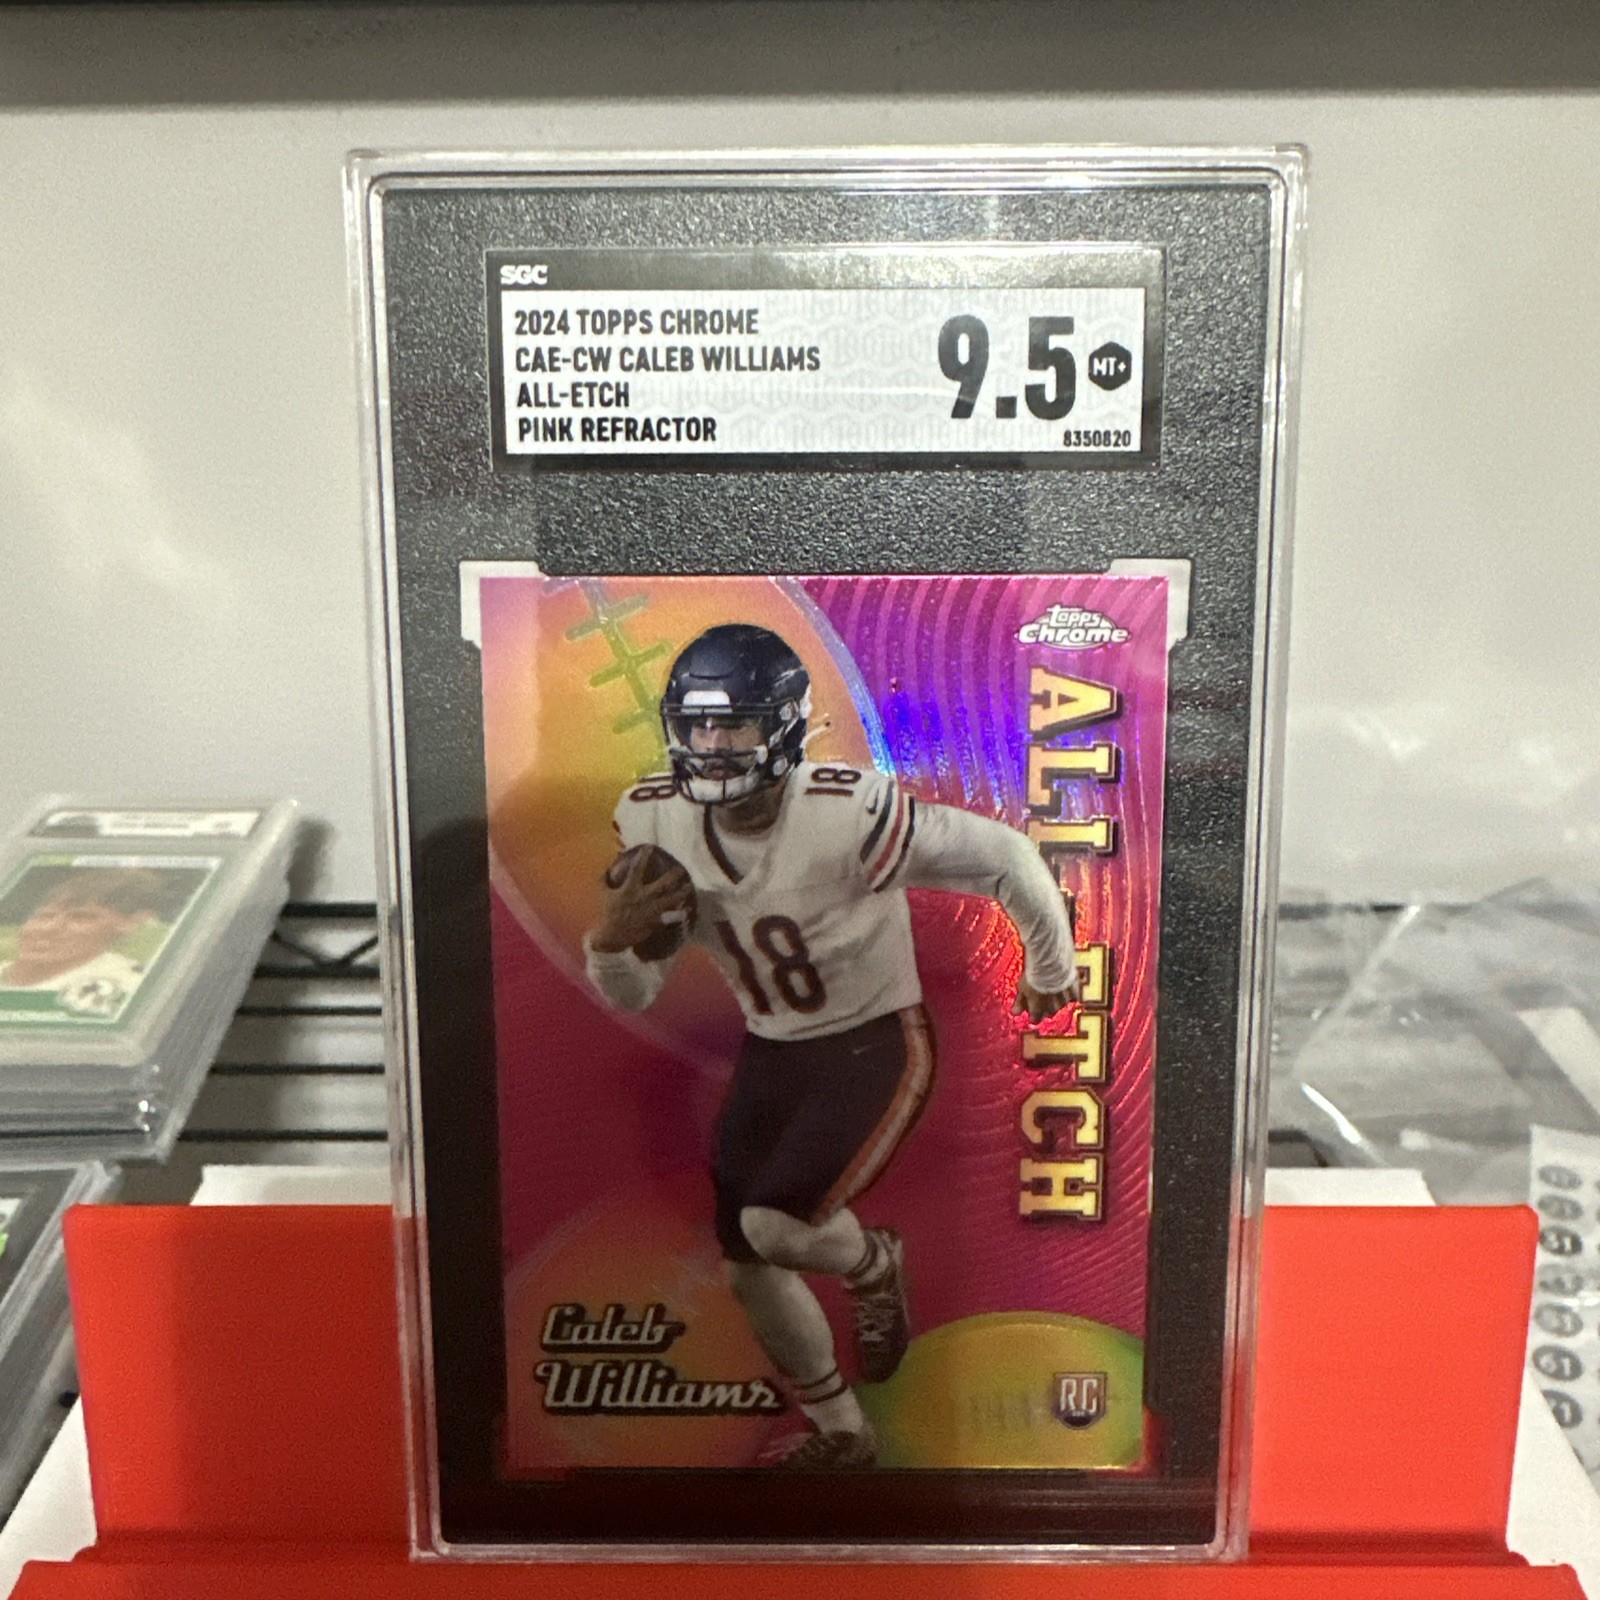 SGC
2024 TOPPS CHROME
CAE-CW CALEB WILLIAMS
ALL-ETCH
PINK REFRACTOR
9.5
MT+
8350820
Topps
Chrome
ALL-ETCH
18
18
18
Caleb
Williams
RC